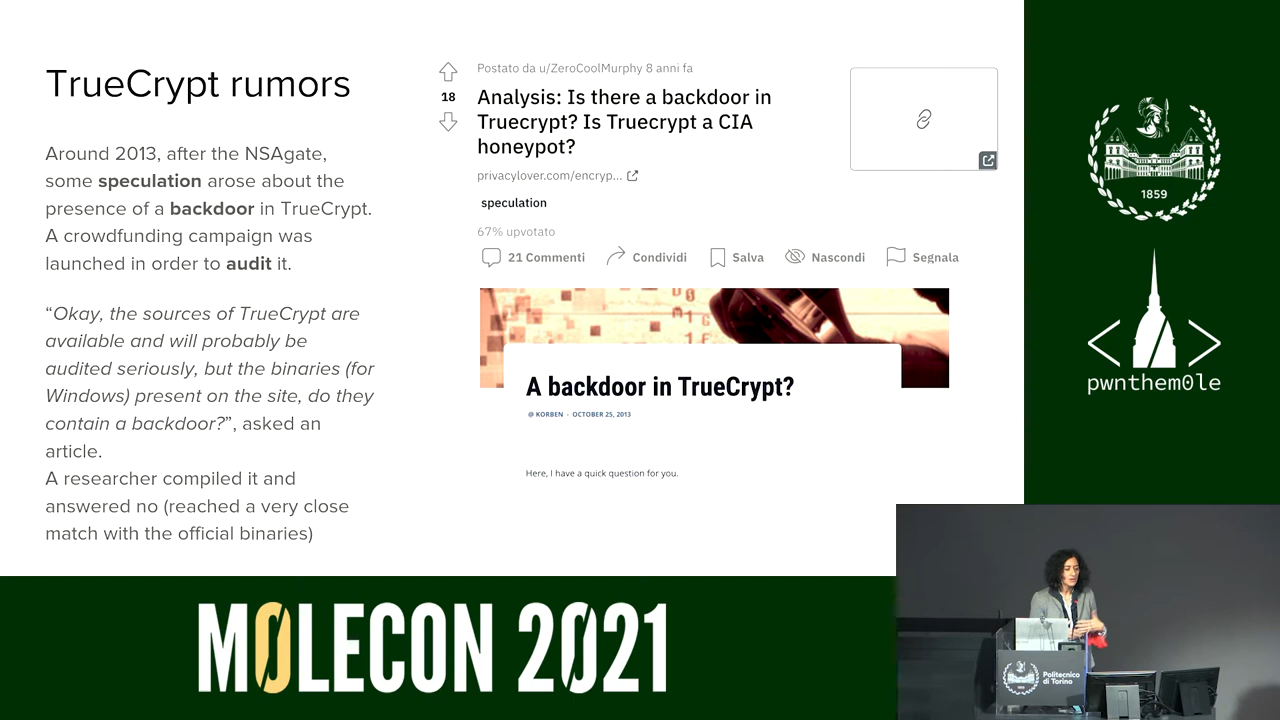 TrueCrypt rumors
Around 2013, after the NSAgate,
some speculation arose about the
presence of a backdoor in TrueCrypt.
A crowdfunding campaign was
launched in order to audit it.
“Okay, the sources of TrueCrypt are
available and will probably be
audited seriously, but the binaries (for
Windows) present on the site, do they
contain a backdoor?”, asked an
article.
A researcher compiled it and
answered no (reached a very close
match with the official binaries)
Postato da u/ZeroCoolMurphy 8 anni fa
18
Analysis: Is there a backdoor in
Truecrypt? Is Truecrypt a CIA
honeypot?
privacylover.com/encryp...
speculation
67% upvotato
21 Commenti Condividi Salva Nascondi Segnala
A backdoor in TrueCrypt?
@ KORBEN - OCTOBER 25, 2013
Here, I have a quick question for you.
1859
pwnthem0le
M0LECON 2021
1859
Politecnico
di Torino